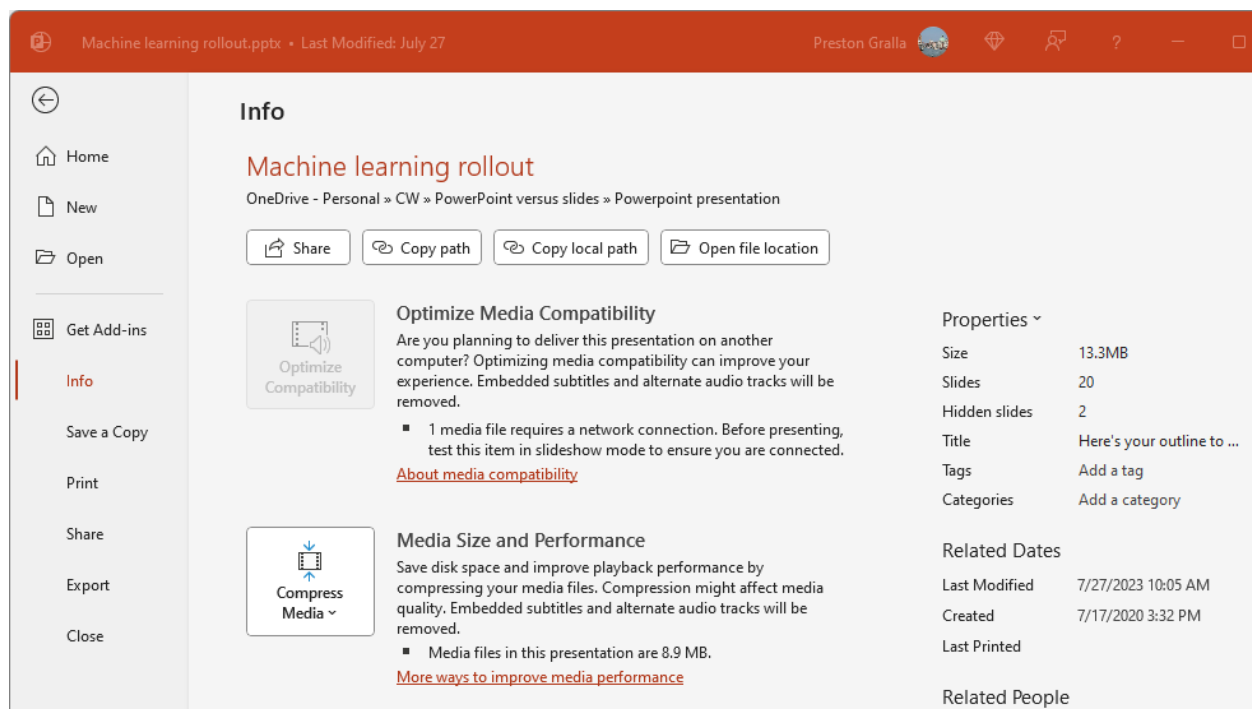 Machine learning rollout.pptx • Last Modified: July 27
Preston Gralla
?
Info
Home
New
Open
Get Add-ins
Info
Save a Copy
Print
Share
Export
Close
Machine learning rollout
OneDrive - Personal » CW » PowerPoint versus slides » Powerpoint presentation
Share
Copy path
Copy local path
Open file location
Optimize
Compatibility
Optimize Media Compatibility
Are you planning to deliver this presentation on another
computer? Optimizing media compatibility can improve your
experience. Embedded subtitles and alternate audio tracks will be
removed.
▪ 1 media file requires a network connection. Before presenting,
test this item in slideshow mode to ensure you are connected.
About media compatibility
Compress
Media
Media Size and Performance
Save disk space and improve playback performance by
compressing your media files. Compression might affect media
quality. Embedded subtitles and alternate audio tracks will be
removed.
▪ Media files in this presentation are 8.9 MB.
More ways to improve media performance
Properties
Size 13.3MB
Slides 20
Hidden slides 2
Title Here's your outline to ...
Tags Add a tag
Categories Add a category
Related Dates
Last Modified 7/27/2023 10:05 AM
Created 7/17/2020 3:32 PM
Last Printed
Related People